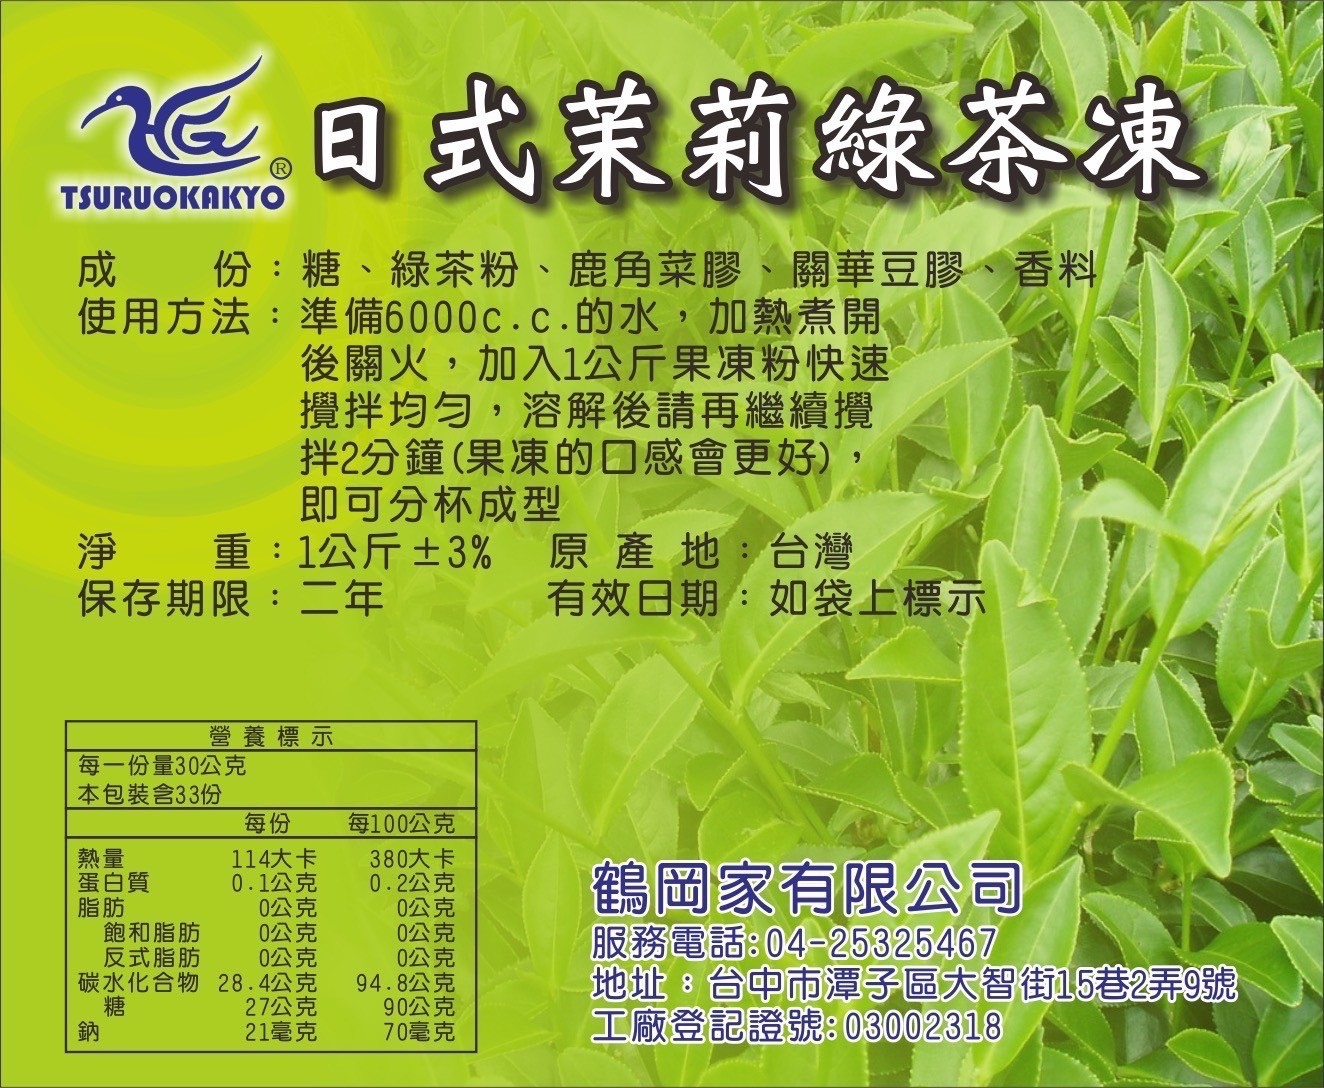 TSURUOKAKYO
®
日式茉莉綠茶凍
成份：糖、綠茶粉、鹿角菜膠、關華豆膠、香料
使用方法：準備6000c.c.的水，加熱煮開
後關火，加入1公斤果凍粉快速
攪拌均勻，溶解後請再繼續攪
拌2分鐘(果凍的口感會更好)，
即可分杯成型
淨重：1公斤±3% 原產地：台灣
保存期限：二年 有效日期：如袋上標示
營養標示
每一份量30公克
本包裝含33份
每份 每100公克
熱量 114大卡 380大卡
蛋白質 0.1公克 0.2公克
脂肪 0公克 0公克
飽和脂肪 0公克 0公克
反式脂肪 0公克 0公克
碳水化合物 28.4公克 94.8公克
糖 27公克 90公克
鈉 21毫克 70毫克
鶴岡家有限公司
服務電話:04-25325467
地址：台中市潭子區大智街15巷2弄9號
工廠登記證號:03002318